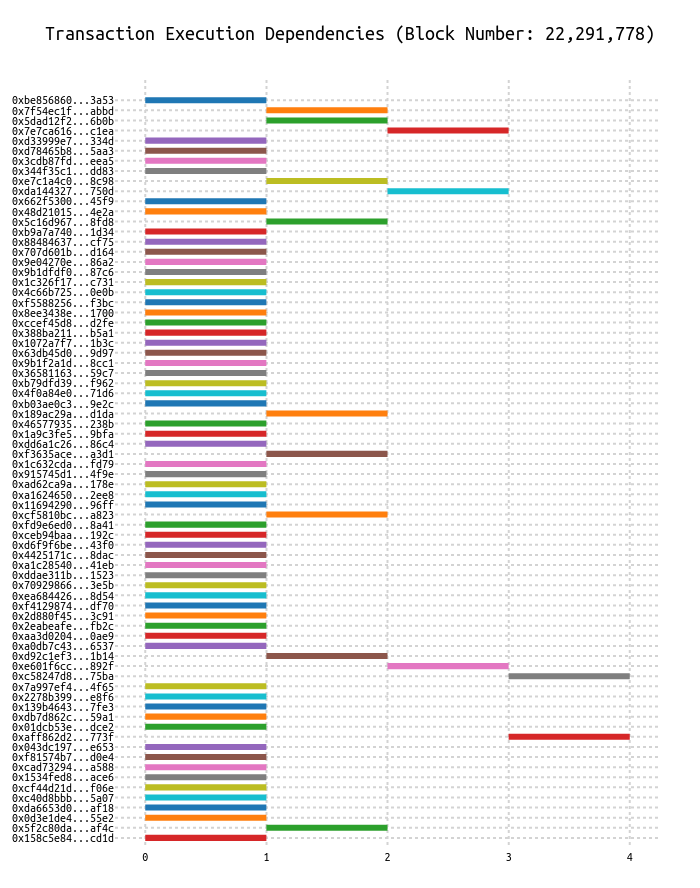 Transaction Execution Dependencies (Block Number: 22,291,778)
0xbe856860...3a53
0x7f54ec1f...abbd
0x5dad12f2...6b0b
0x7e7ca616...c1ea
0xd33999e7...334d
0xd78465b8...5aa3
0x3cdb87fd...eea5
0x344f35c1...dd83
0xe7c1a4c0...8c98
0xda144327...750d
0x662f5300...45f9
0x48d21015...4e2a
0x5c16d967...8fd8
0xb9a7a740...1d34
0x88484637...cf75
0x707d601b...d164
0x9e04270e...86a2
0x9b1dfdf0...87c6
0x1c326f17...c731
0x4c66b725...0e0b
0xf5588256...f3bc
0x8ee3438e...1700
0xccef45d8...d2fe
0x388ba211...b5a1
0x1072a7f7...1b3c
0x63db45d0...9d97
0x9b1f2a1d...8cc1
0x36581163...59c7
0xb79dfd39...f962
0x4f0a84e0...71d6
0xb03ae0c3...9e2c
0x189ac29a...d1da
0x46577935...238b
0x1a9c3fe5...9bfa
0xdd6a1c26...86c4
0xf3635ace...a3d1
0x1c632cda...fd79
0x915745d1...4f9e
0xad62ca9a...178e
0xa1624650...2ee8
0x11694290...96ff
0xcf5810bc...a823
0xfd9e6ed0...8a41
0xceb94baa...192c
0xd6f9f6be...43f0
0x4425171c...8dac
0xa1c28540...41eb
0xddae311b...1523
0x70929866...3e5b
0xea684426...8d54
0xf4129874...df70
0x2d880f45...3c91
0x2eabeafe...fb2c
0xaa3d0204...0ae9
0xa0db7c43...6537
0xd92c1ef3...1b14
0xe601f6cc...892f
0xc58247d8...75ba
0x7a997ef4...4f65
0x2278b399...e8f6
0x139b4643...7fe3
0xdb7d862c...59a1
0x01dcb53e...dce2
0xaff862d2...773f
0x043dc197...e653
0xf81574b7...d0e4
0xcad73294...a588
0x1534fed8...ace6
0xcf44d21d...f06e
0xc40d8bbb...5a07
0xda6653d0...af18
0x0d3e1de4...55e2
0x5f2c80da...af4c
0x158c5e84...cd1d
0 1 2 3 4